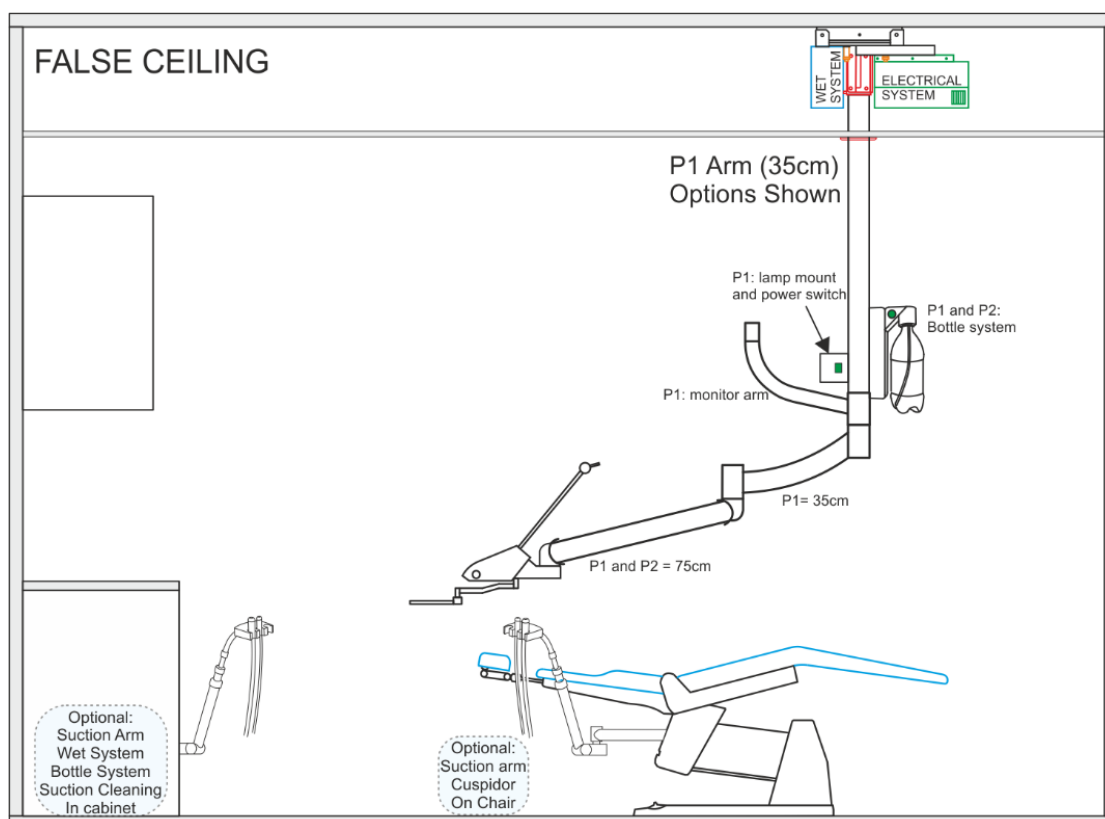 FALSE CEILING
WET
SYSTEM
ELECTRICAL
SYSTEM
P1 Arm (35cm)
Options Shown
P1: lamp mount
and power switch
P1 and P2:
Bottle system
P1: monitor arm
P1= 35cm
P1 and P2 = 75cm
Optional:
Suction Arm
Wet System
Bottle System
Suction Cleaning
In cabinet
Optional:
Suction arm
Cuspidor
On Chair